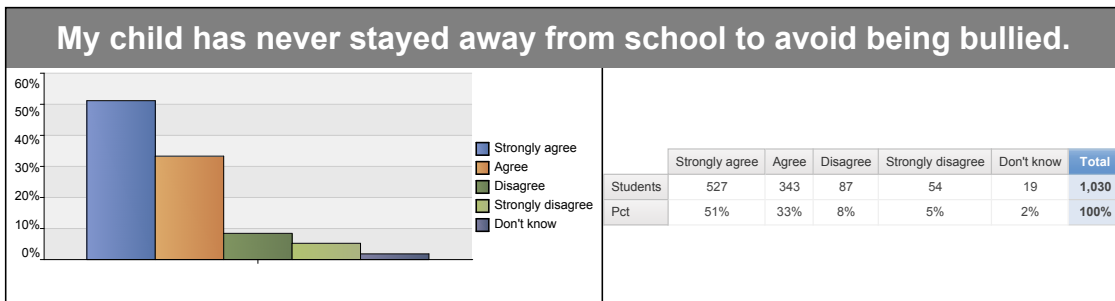 My child has never stayed away from school to avoid being bullied.
60%
50%
40%
30%
20%
10%
0%
Strongly agree
Agree
Disagree
Strongly disagree
Don't know
Strongly agree Agree Disagree Strongly disagree Don't know Total
Students 527 343 87 54 19 1,030
Pct 51% 33% 8% 5% 2% 100%